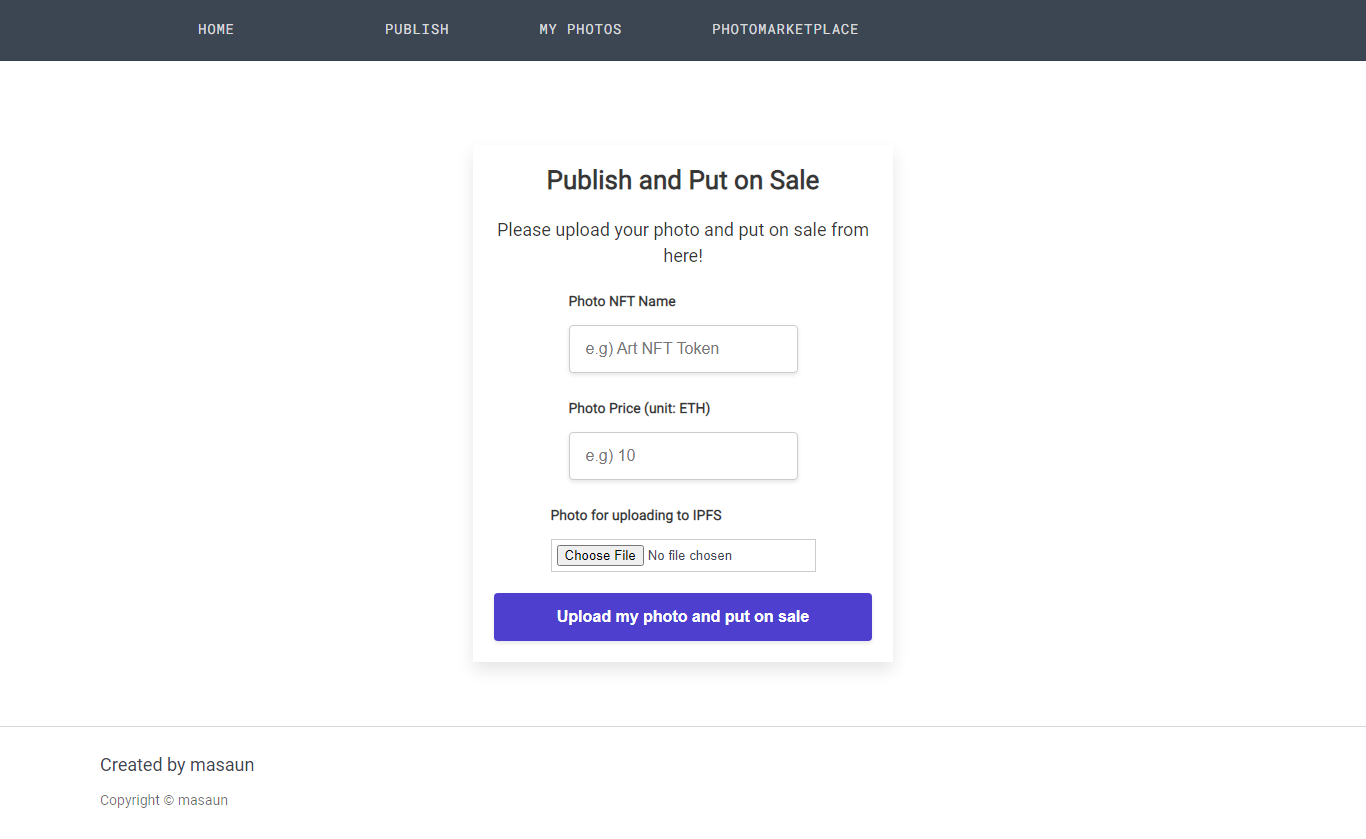 HOME PUBLISH MY PHOTOS PHOTOMARKETPLACE
Publish and Put on Sale
Please upload your photo and put on sale from
here!
Photo NFT Name
e.g) Art NFT Token
Photo Price (unit: ETH)
e.g) 10
Photo for uploading to IPFS
Choose File No file chosen
Upload my photo and put on sale
Created by masaun
Copyright © masaun